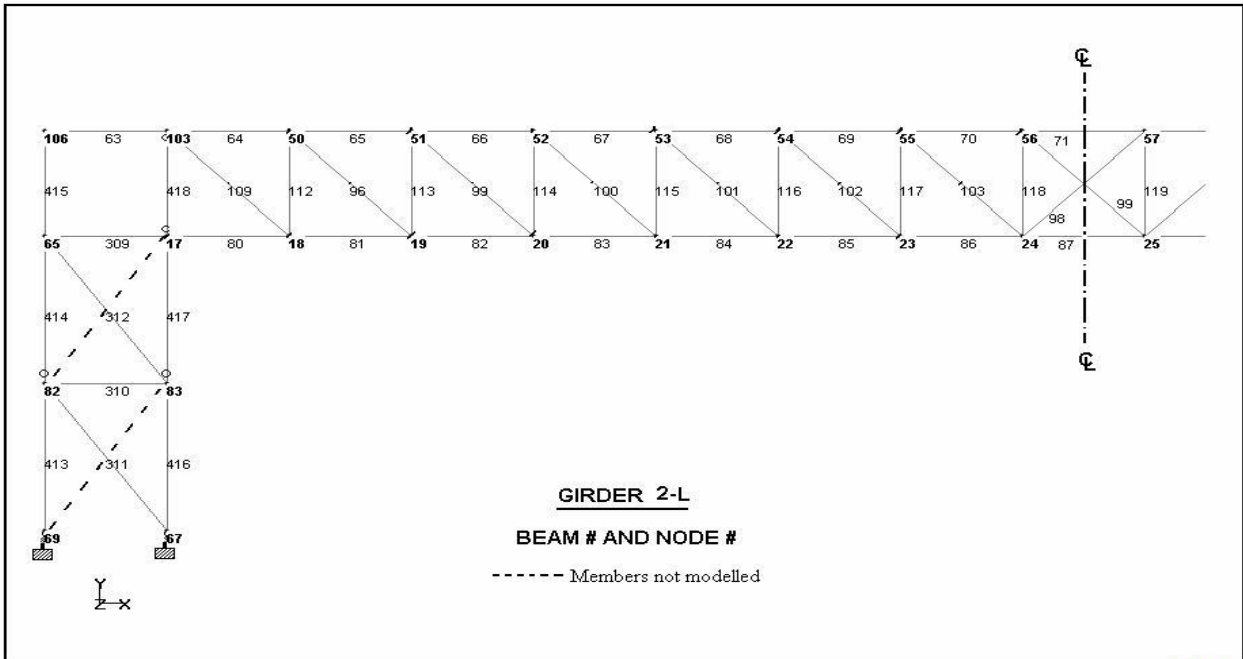 ℄
106 63 103 64 50 65 51 66 52 67 53 68 54 69 55 70 56 71 57
415 418 109 112 96 113 99 114 100 115 101 116 102 117 103 118 99 119
98
65 309 17 80 18 81 19 82 20 83 21 84 22 85 23 86 24 87 25
414 312 417
℄
82 310 83
413 311 416
GIRDER 2-L
69 67
BEAM # AND NODE #
Members not modelled
Y
Z X